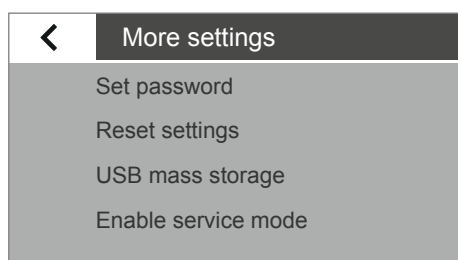 More settings
Set password
Reset settings
USB mass storage
Enable service mode